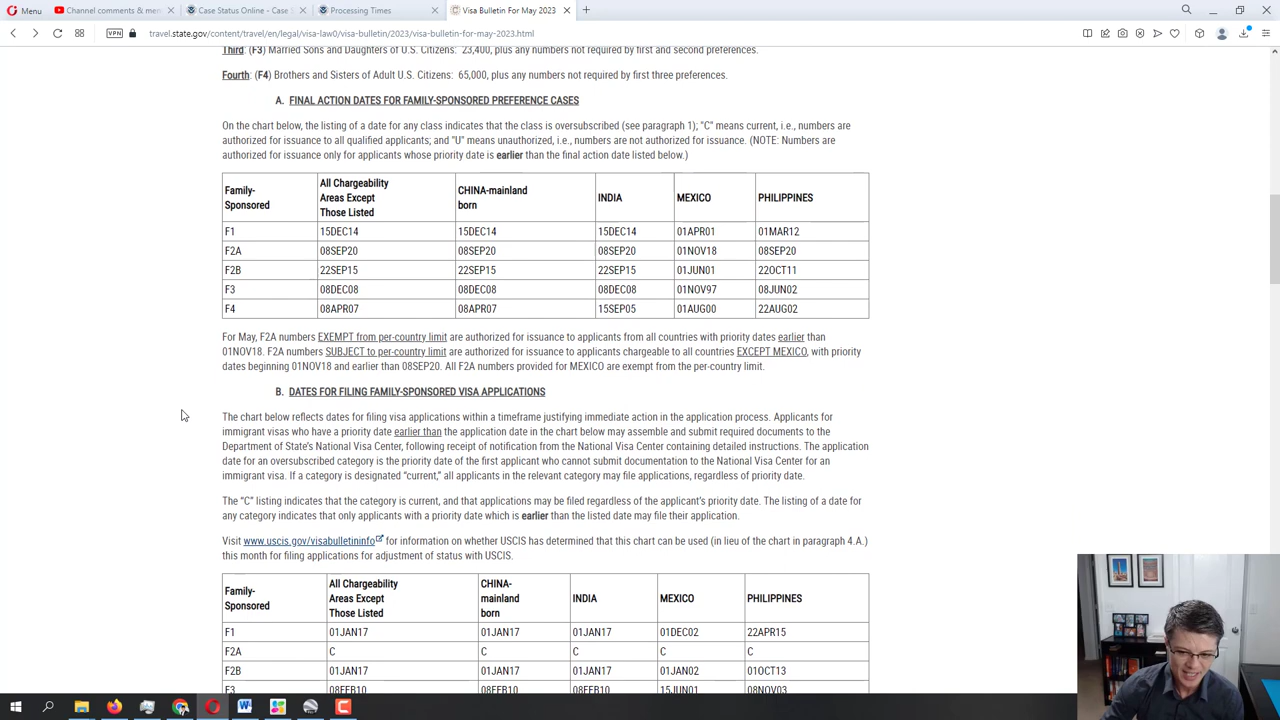 Menu
Channel comments & me
Case Status Online - Case S
Processing Times
Visa Bulletin For May 2023
VPN
travel.state.gov/content/travel/en/legal/visa-law0/visa-bulletin/2023/visa-bulletin-for-may-2023.html
Third: (F3) Married Sons and Daughters of U.S. Citizens: 23,400, plus any numbers not required by first and second preferences.
Fourth: (F4) Brothers and Sisters of Adult U.S. Citizens: 65,000, plus any numbers not required by first three preferences.
A. FINAL ACTION DATES FOR FAMILY-SPONSORED PREFERENCE CASES
On the chart below, the listing of a date for any class indicates that the class is oversubscribed (see paragraph 1); "C" means current, i.e., numbers are
authorized for issuance to all qualified applicants; and "U" means unauthorized, i.e., numbers are not authorized for issuance. (NOTE: Numbers are
authorized for issuance only for applicants whose priority date is earlier than the final action date listed below.)
Family-
Sponsored
All Chargeability
Areas Except
Those Listed
CHINA-mainland
born
INDIA
MEXICO
PHILIPPINES
F1 15DEC14 15DEC14 15DEC14 01APR01 01MAR12
F2A 08SEP20 08SEP20 08SEP20 01NOV18 08SEP20
F2B 22SEP15 22SEP15 22SEP15 01JUN01 22OCT11
F3 08DEC08 08DEC08 08DEC08 01NOV97 08JUN02
F4 08APR07 08APR07 15SEP05 01AUG00 22AUG02
For May, F2A numbers EXEMPT from per-country limit are authorized for issuance to applicants from all countries with priority dates earlier than
01NOV18. F2A numbers SUBJECT to per-country limit are authorized for issuance to applicants chargeable to all countries EXCEPT MEXICO, with priority
dates beginning 01NOV18 and earlier than 08SEP20. All F2A numbers provided for MEXICO are exempt from the per-country limit.
B. DATES FOR FILING FAMILY-SPONSORED VISA APPLICATIONS
The chart below reflects dates for filing visa applications within a timeframe justifying immediate action in the application process. Applicants for
immigrant visas who have a priority date earlier than the application date in the chart below may assemble and submit required documents to the
Department of State's National Visa Center, following receipt of notification from the National Visa Center containing detailed instructions. The application
date for an oversubscribed category is the priority date of the first applicant who cannot submit documentation to the National Visa Center for an
immigrant visa. If a category is designated "current," all applicants in the relevant category may file applications, regardless of priority date.
The "C" listing indicates that the category is current, and that applications may be filed regardless of the applicant's priority date. The listing of a date for
any category indicates that only applicants with a priority date which is earlier than the listed date may file their application.
Visit www.uscis.gov/visabulletininfo for information on whether USCIS has determined that this chart can be used (in lieu of the chart in paragraph 4.A.)
this month for filing applications for adjustment of status with USCIS.
Family-
Sponsored
All Chargeability
Areas Except
Those Listed
CHINA-
mainland
born
INDIA
MEXICO
PHILIPPINES
F1 01JAN17 01JAN17 01JAN17 01DEC02 22APR15
F2A C C C C C
F2B 01JAN17 01JAN17 01JAN17 01JAN02 01OCT13
F3 08FEB10 08FEB10 08FEB10 15JUN01 08NOV03